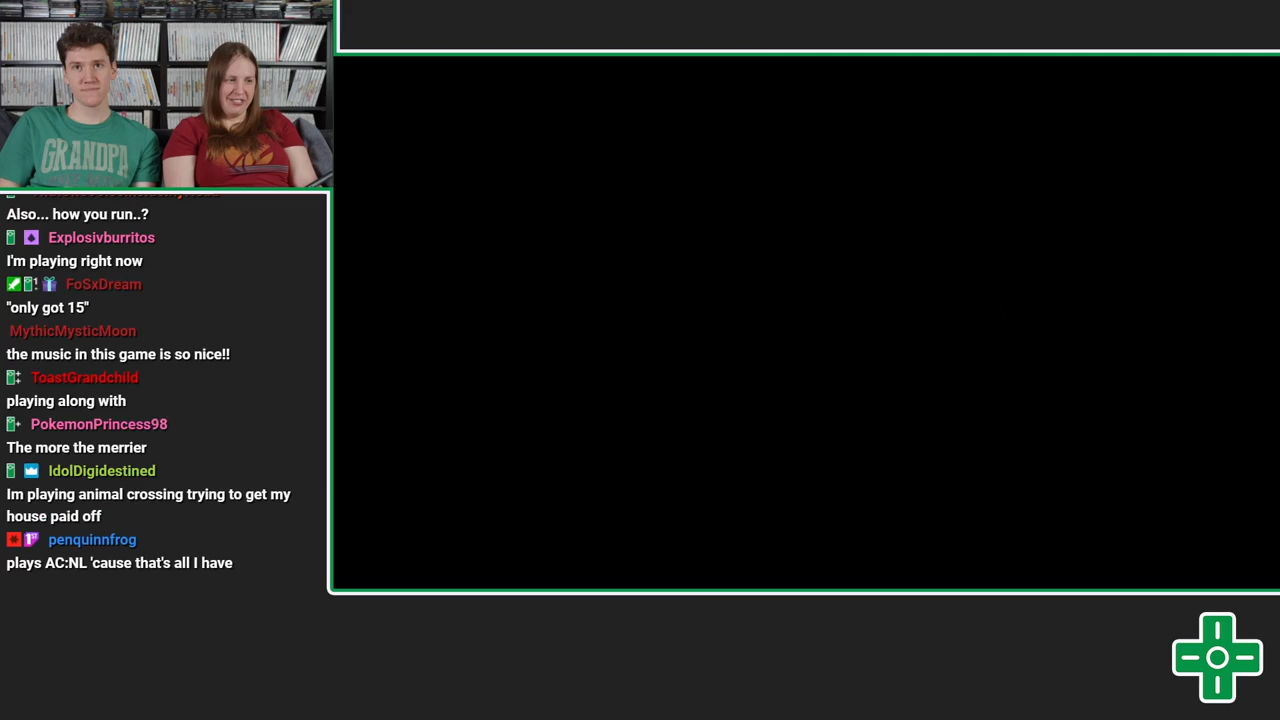 GRANDPA
Also... how you run..?
Explosivburritos
I'm playing right now
FoSxDream
"only got 15"
MythicMysticMoon
the music in this game is so nice!!
ToastGrandchild
playing along with
PokemonPrincess98
The more the merrier
IdolDigidestined
Im playing animal crossing trying to get my
house paid off
penquinnfrog
plays AC:NL 'cause that's all I have